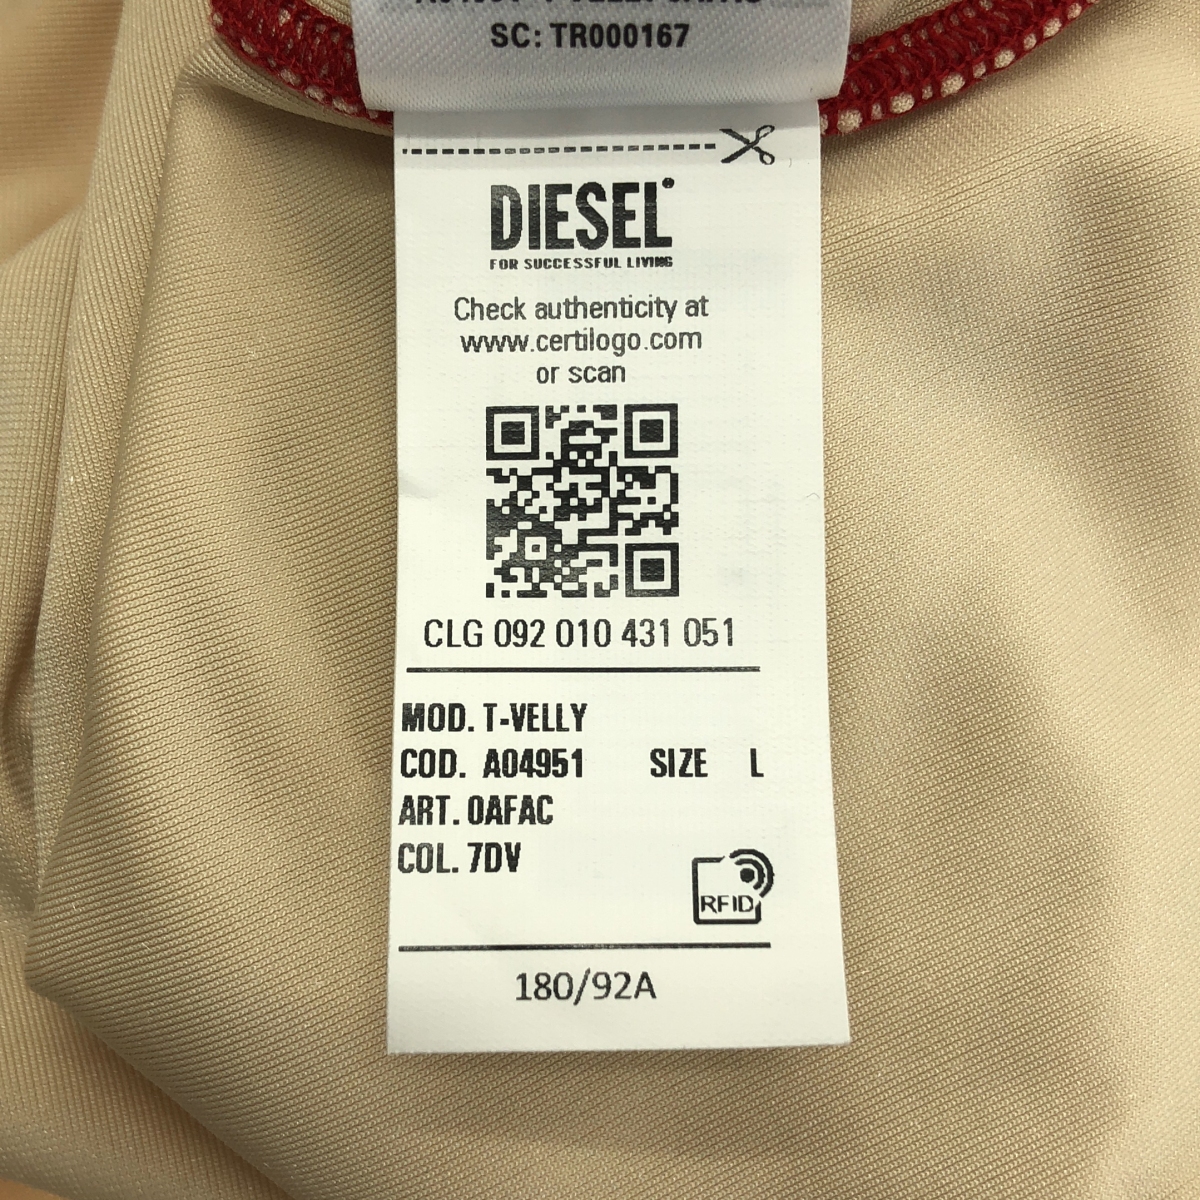 SC: TR000167
DIESEL
FOR SUCCESSFUL LIVING
Check authenticity at
www.certilogo.com
or scan
CLG 092 010 431 051
MOD. T-VELLY
COD. A04951 SIZE L
ART. 0AFAC
COL. 7DV
RFID
180/92A